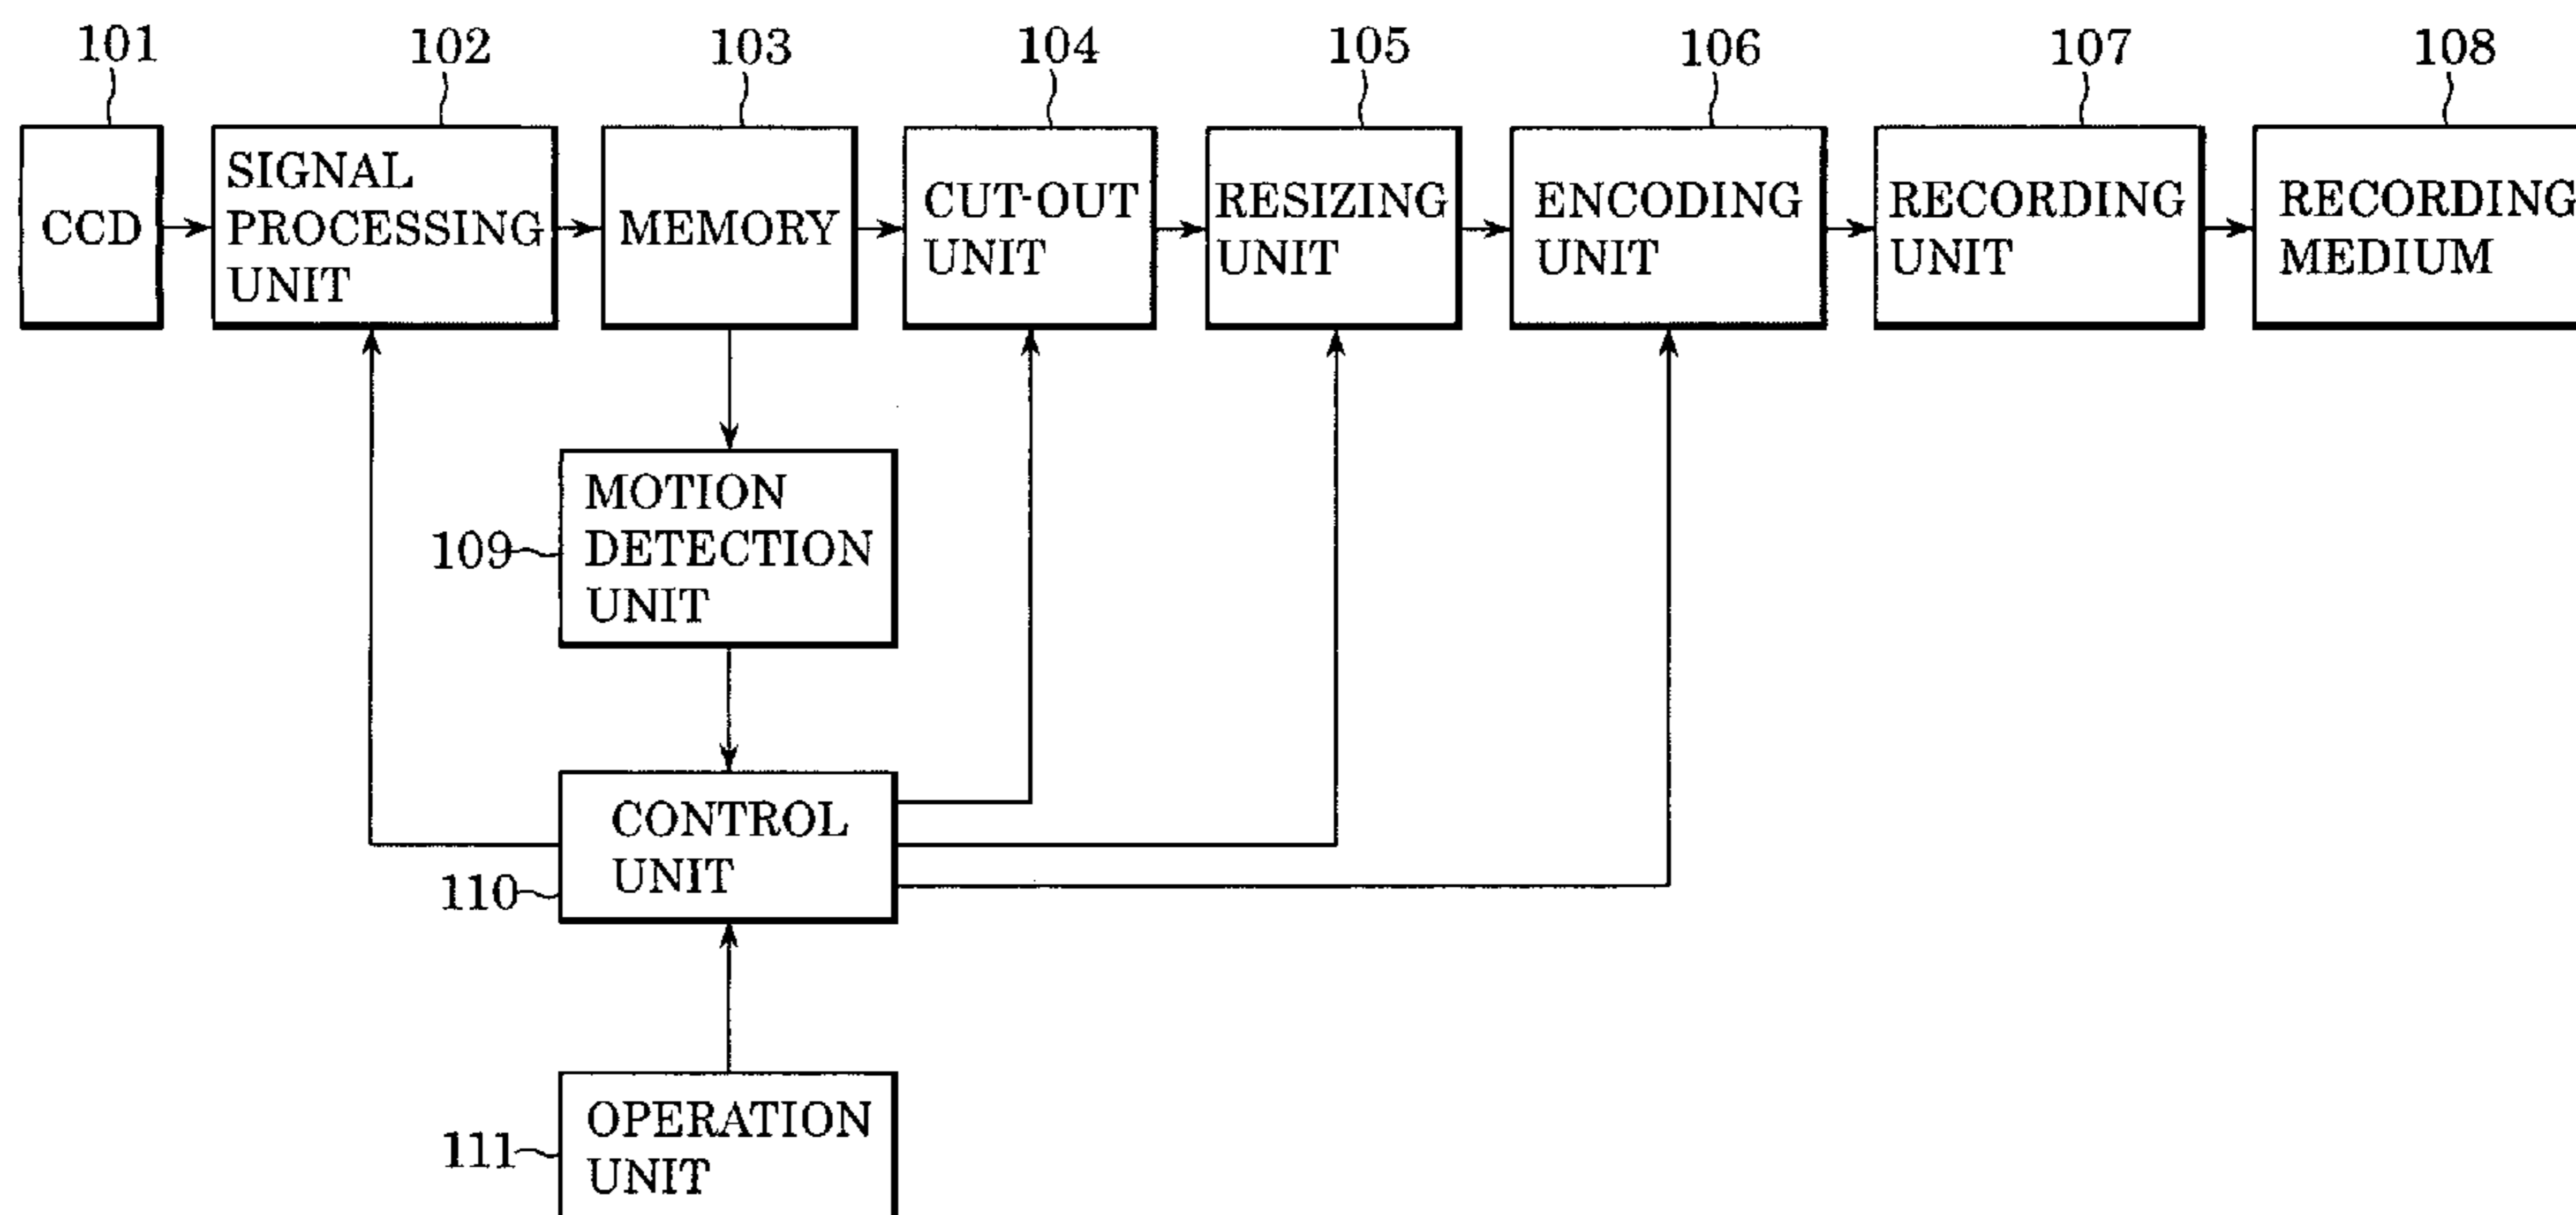 101
102
103
104
105
106
107
108
CCD
SIGNAL
PROCESSING
UNIT
MEMORY
CUT-OUT
UNIT
RESIZING
UNIT
ENCODING
UNIT
RECORDING
UNIT
RECORDING
MEDIUM
109
MOTION
DETECTION
UNIT
110
CONTROL
UNIT
111
OPERATION
UNIT